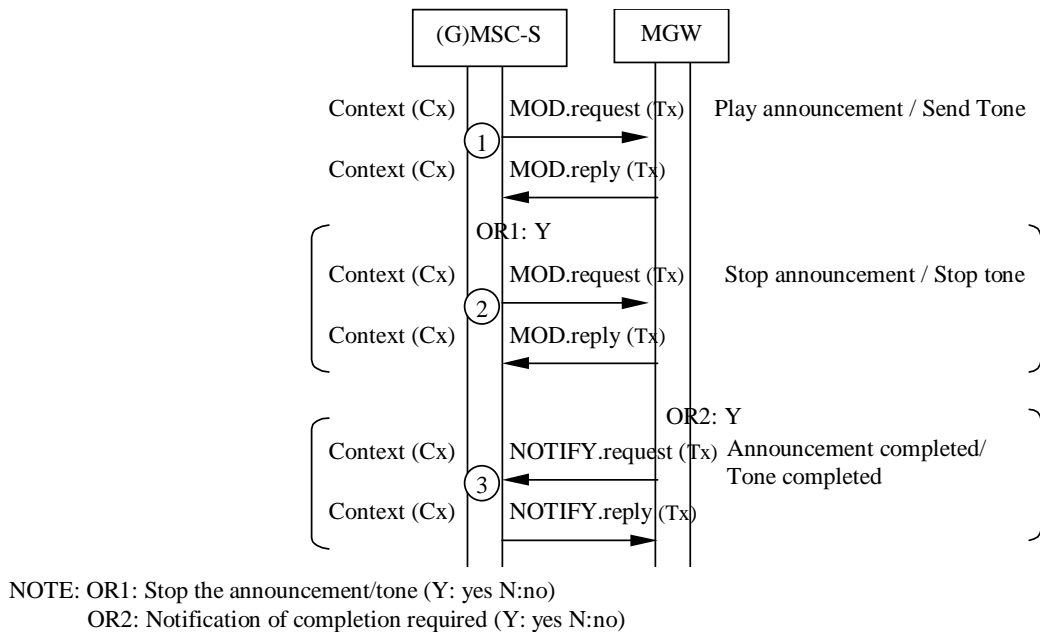 (G)MSC-S MGW
Context (Cx) MOD.request (Tx) Play announcement / Send Tone
1
Context (Cx) MOD.reply (Tx)
OR1: Y
Context (Cx) MOD.request (Tx) Stop announcement / Stop tone
2
Context (Cx) MOD.reply (Tx)
OR2: Y
Context (Cx) NOTIFY.request (Tx) Announcement completed/
3 Tone completed
Context (Cx) NOTIFY.reply (Tx)
NOTE: OR1: Stop the announcement/tone (Y: yes N:no)
OR2: Notification of completion required (Y: yes N:no)